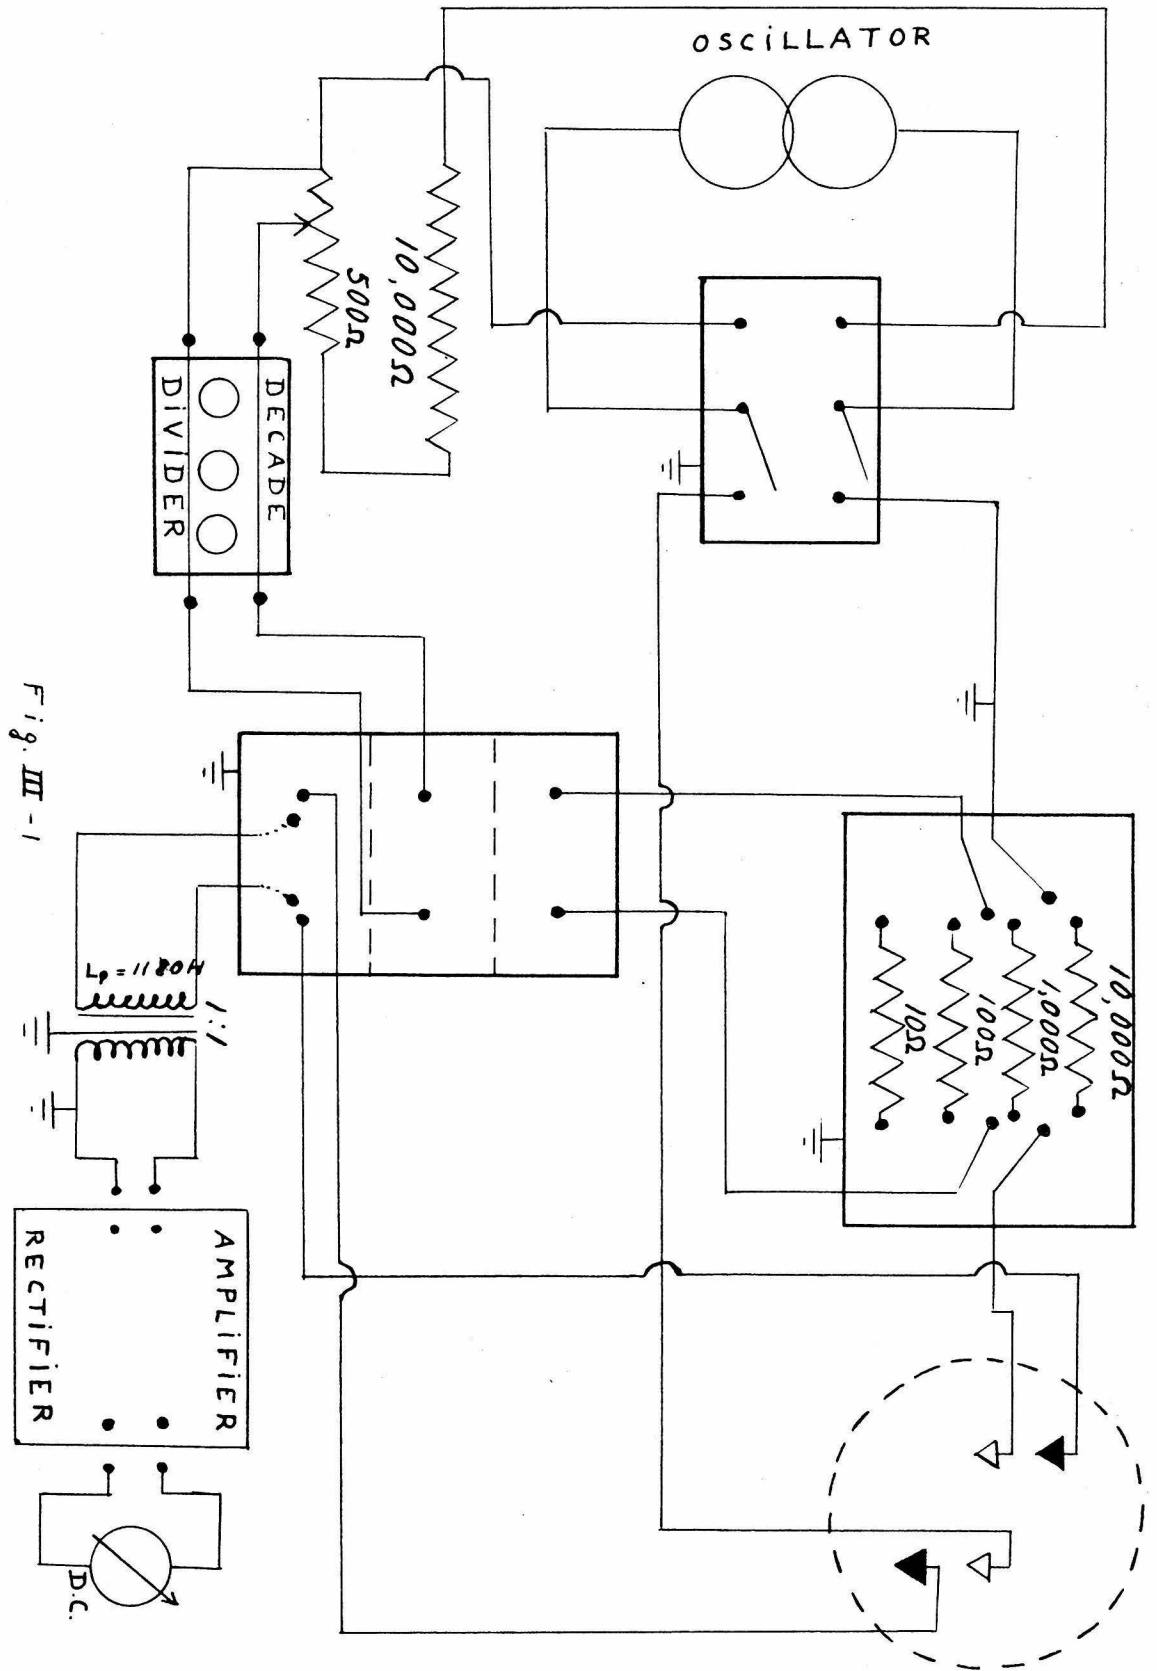 OSCiLLATOR
10,000Ω
500Ω
DECADE
DiViDER
10,000Ω
1,000Ω
100Ω
10Ω
Lp = 1180H
1:1
AMPLiFiER
RECTiFiER
D.C.
Fig. III-1